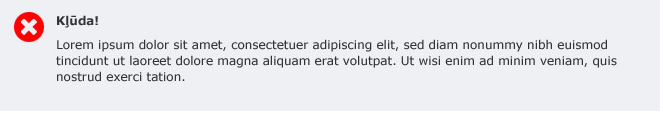 Kļūda!
Lorem ipsum dolor sit amet, consectetuer adipiscing elit, sed diam nonummy nibh euismod
tincidunt ut laoreet dolore magna aliquam erat volutpat. Ut wisi enim ad minim veniam, quis
nostrud exerci tation.